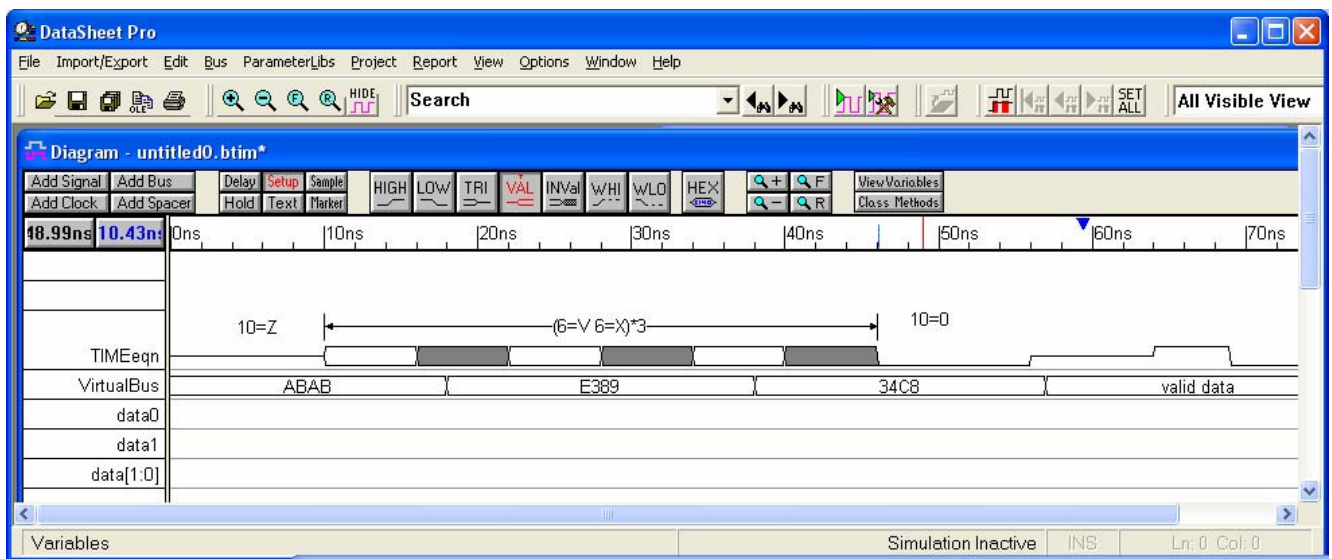 DataSheet Pro
File Import/Export Edit Bus ParameterLibs Project Report View Options Window Help
HIDE Search SET ALL All Visible View
OLE
Diagram - untitled0.btim*
Add Signal Add Bus Delay Setup Sample HIGH LOW TRI VAL INVal WHI WLO HEX + F ViewVariables
Add Clock Add Spacer Hold Text Marker - R Class Methods
10.43ns 0ns 10ns 20ns 30ns 40ns 50ns 60ns 70ns
10=Z (6=V 6=X)*3 10=0
TIMEeqn
VirtualBus ABAB E389 34C8 valid data
data0
data1
data[1:0]
Variables Simulation Inactive INS Ln: 0 Col: 0